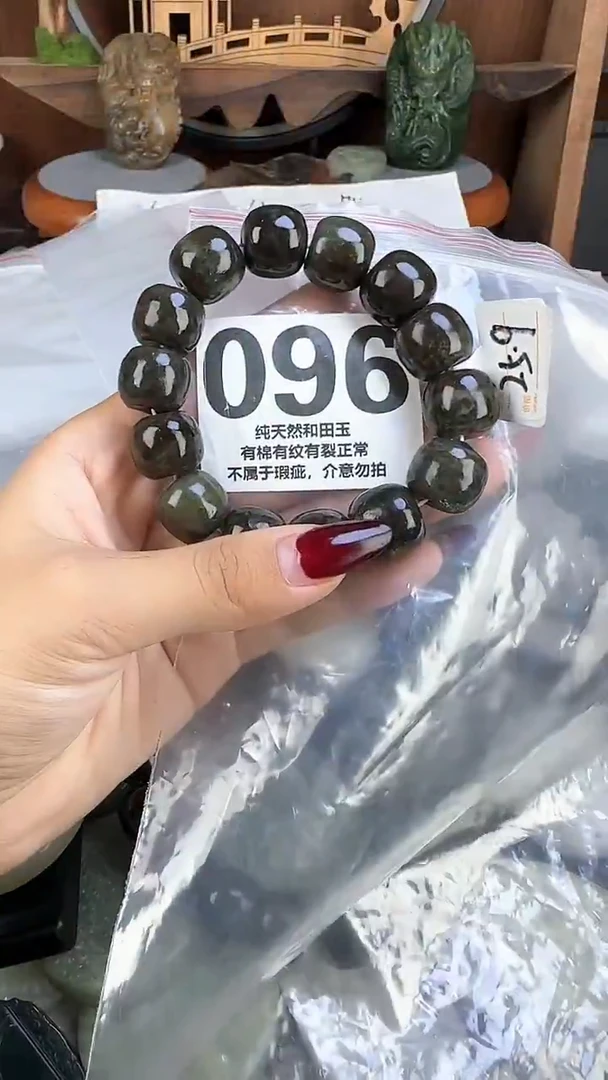 096
纯天然和田玉
有棉有纹有裂正常
不属于瑕疵，介意勿拍